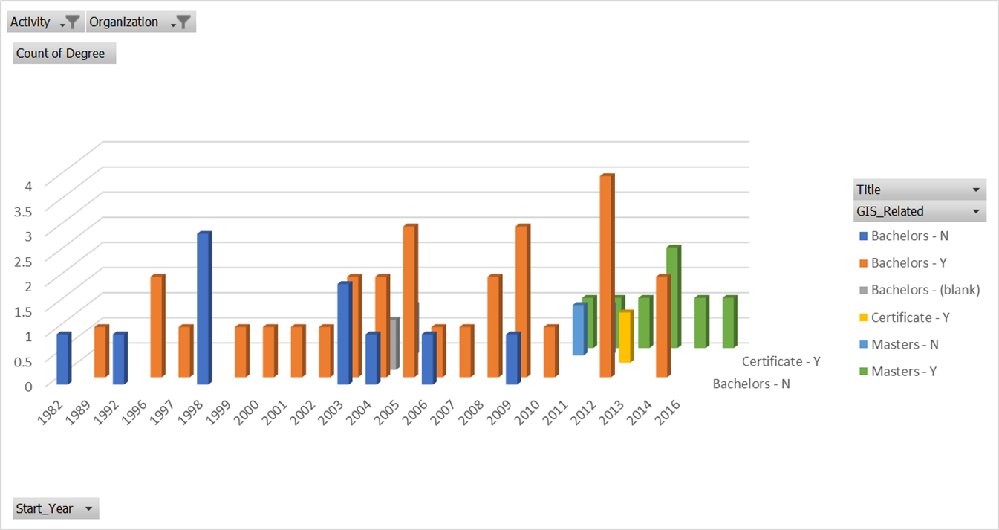 Activity Organization
Count of Degree
4
3.5
3
2.5
2
1.5
1
0.5
0
1982 1989 1992 1996 1997 1998 1999 2000 2001 2002 2003 2004 2005 2006 2007 2008 2009 2010 2011 2012 2013 2014 2016
Certificate - Y
Bachelors - N
Title
GIS_Related
Bachelors - N
Bachelors - Y
Bachelors - (blank)
Certificate - Y
Masters - N
Masters - Y
Start_Year